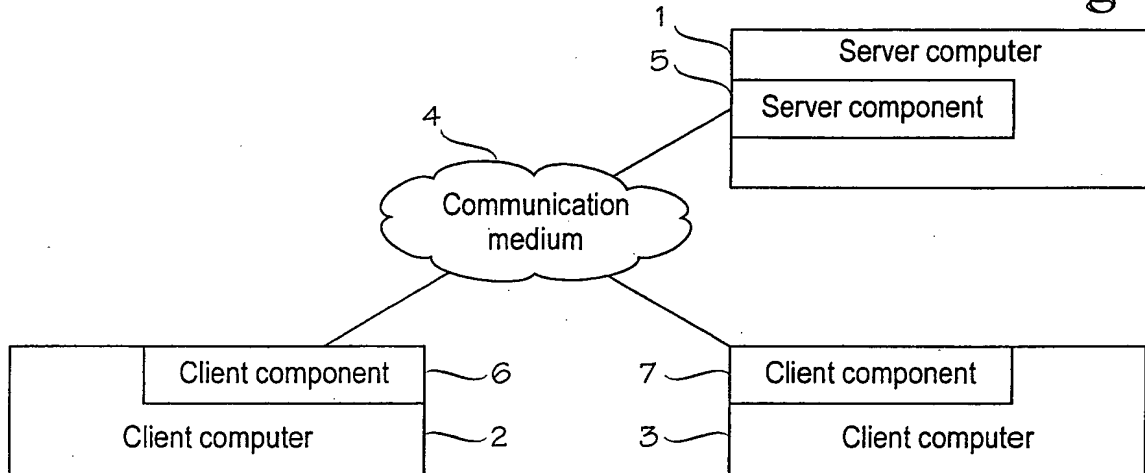 1
Server computer
5
Server component
4
Communication
medium
Client component
6
7
Client component
Client computer
2
3
Client computer